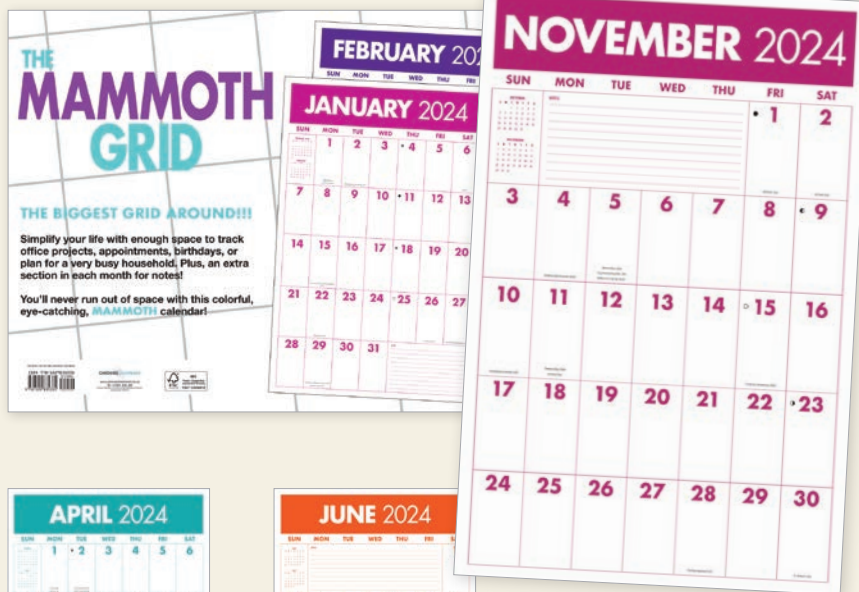 THE
MAMMOTH
GRID
THE BIGGEST GRID AROUND!!!
Simplify your life with enough space to track
office projects, appointments, birthdays, or
plan for a very busy household. Plus, an extra
section in each month for notes!
You'll never run out of space with this colorful,
eye-catching, MAMMOTH calendar!
FEBRUARY 202
SUN MON TUE WED THU FRI
JANUARY 2024
SUN MON TUE WED THU FRI SAT
1 2 3 4 5 6
7 8 9 10 11 12 13
14 15 16 17 18 19 20
21 22 23 24 25 26 27
28 29 30 31
NOVEMBER 2024
SUN MON TUE WED THU FRI SAT
1 2
3 4 5 6 7 8 9
10 11 12 13 14 15 16
17 18 19 20 21 22 23
24 25 26 27 28 29 30
APRIL 2024
SUN MON TUE WED THU FRI SAT
1 2 3 4 5 6
JUNE 2024
SUN MON TUE WED THU FRI